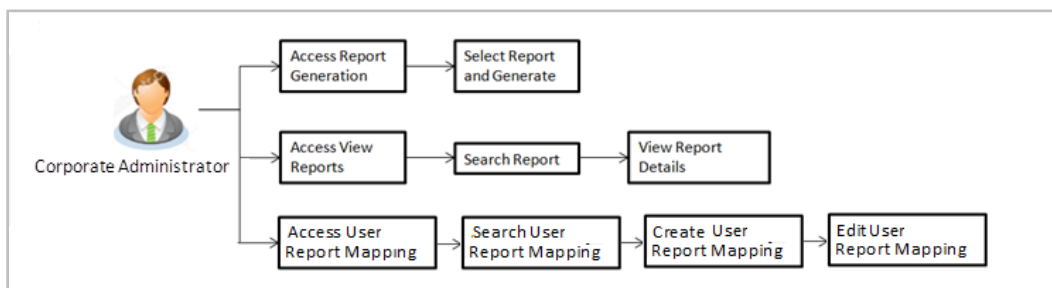 Access Report
Generation
Select Report
and Generate
Corporate Administrator
Access View
Reports
Search Report
View Report
Details
Access User
Report Mapping
Search User
Report Mapping
Create User
Report Mapping
Edit User
Report Mapping